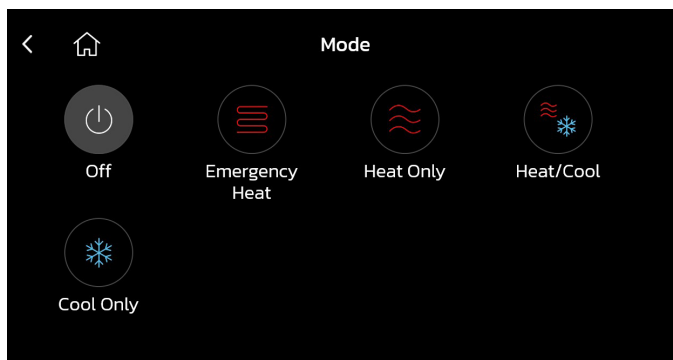 Mode
Off
Emergency
Heat
Heat Only
Heat/Cool
Cool Only